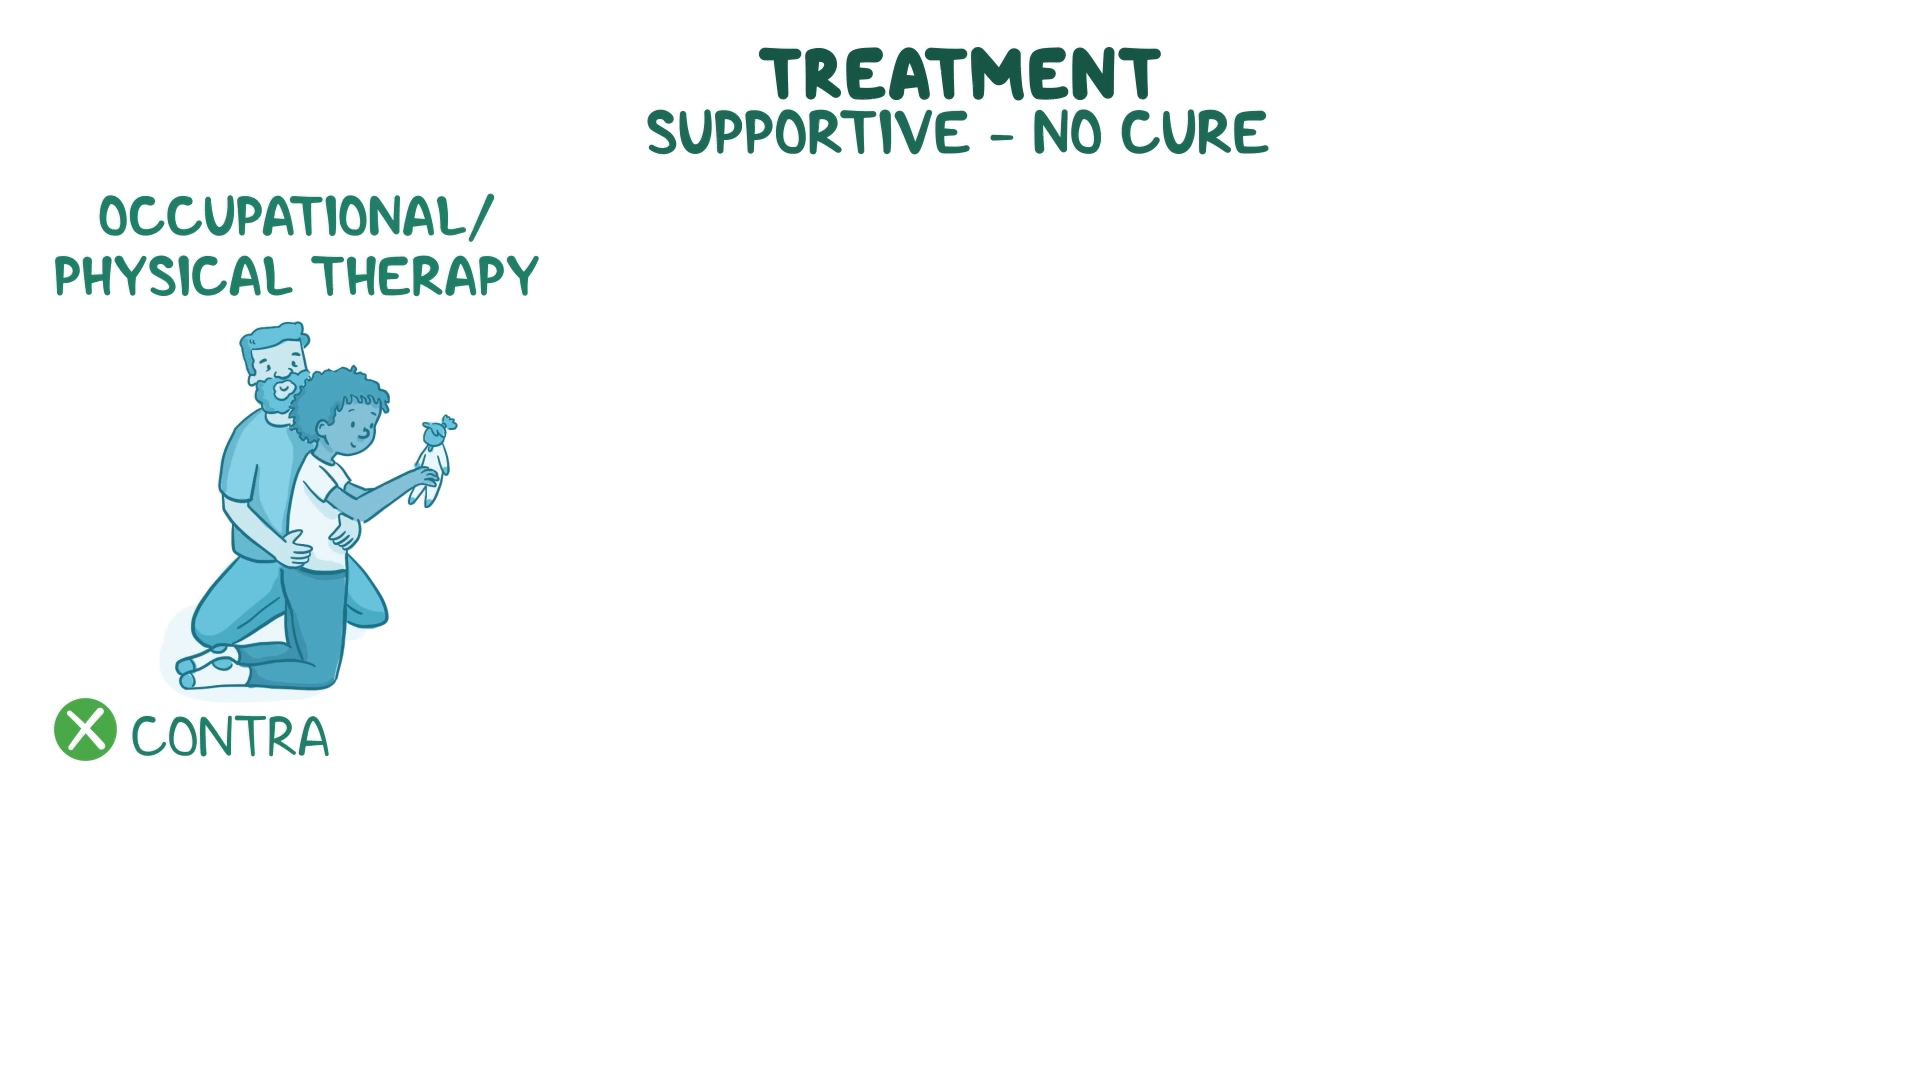 TREATMENT
SUPPORTIVE - NO CURE
OCCUPATIONAL/
PHYSICAL THERAPY
CONTRA